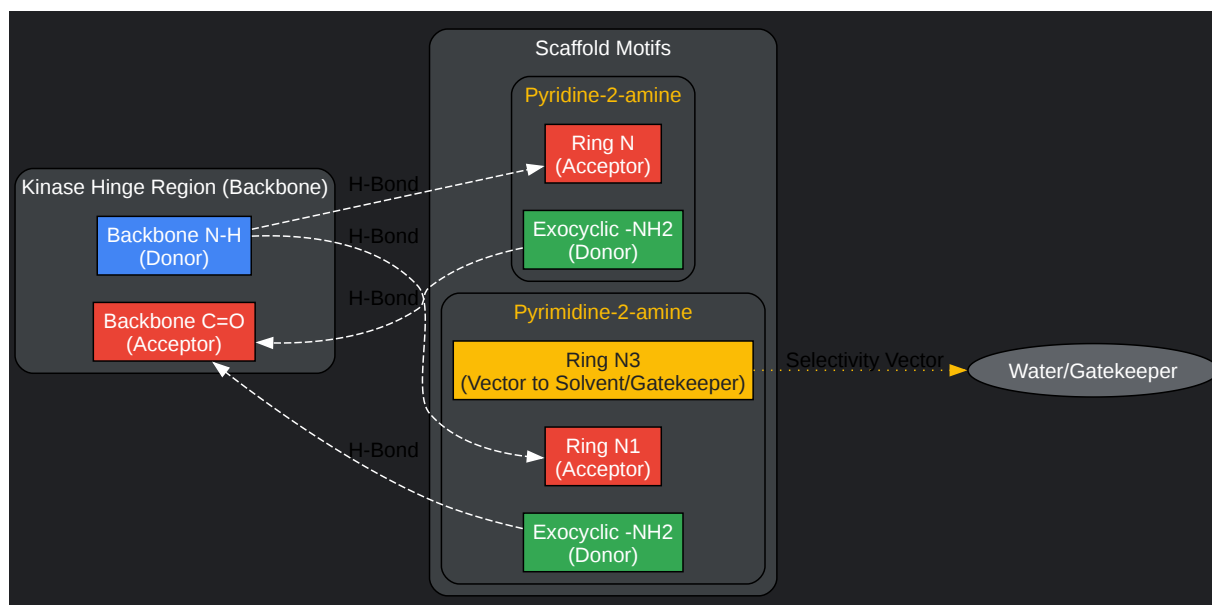 Scaffold Motifs
Pyridine-2-amine
Ring N
(Acceptor)
Exocyclic -NH2
(Donor)
Kinase Hinge Region (Backbone)
Backbone N-H
(Donor)
Backbone C=O
(Acceptor)
H-Bond
H-Bond
H-Bond
H-Bond
Pyrimidine-2-amine
Ring N3
(Vector to Solvent/Gatekeeper)
Ring N1
(Acceptor)
Exocyclic -NH2
(Donor)
Selectivity Vector
Water/Gatekeeper